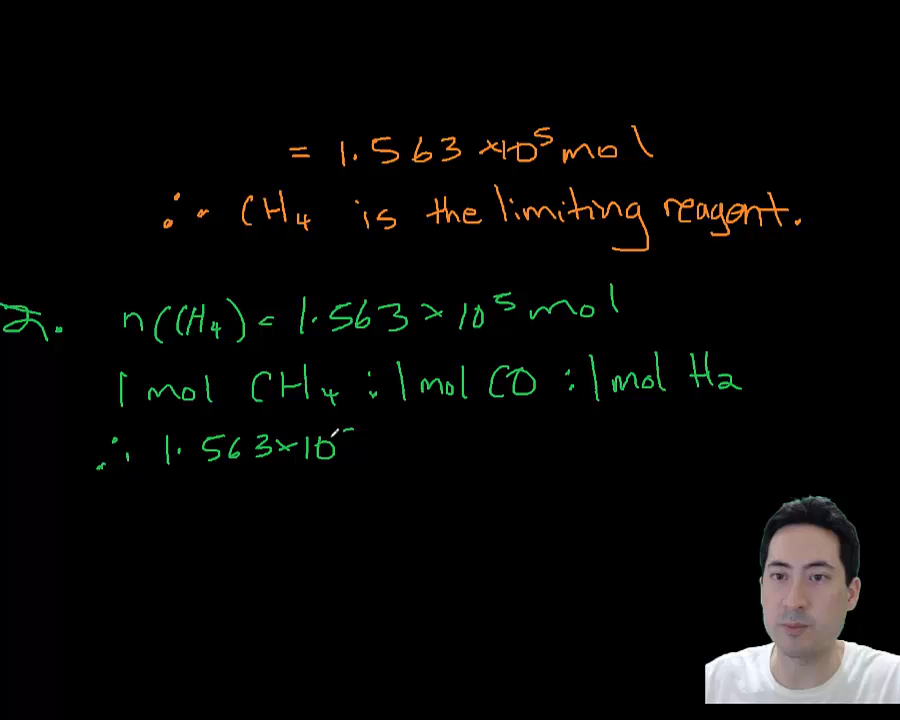 = 1.563 ×10⁵ mol
∴ CH₄ is the limiting reagent.
2. n(CH₄) = 1.563 × 10⁵ mol
1 mol CH₄ : 1 mol CO : 1 mol H2
∴ 1.563×10